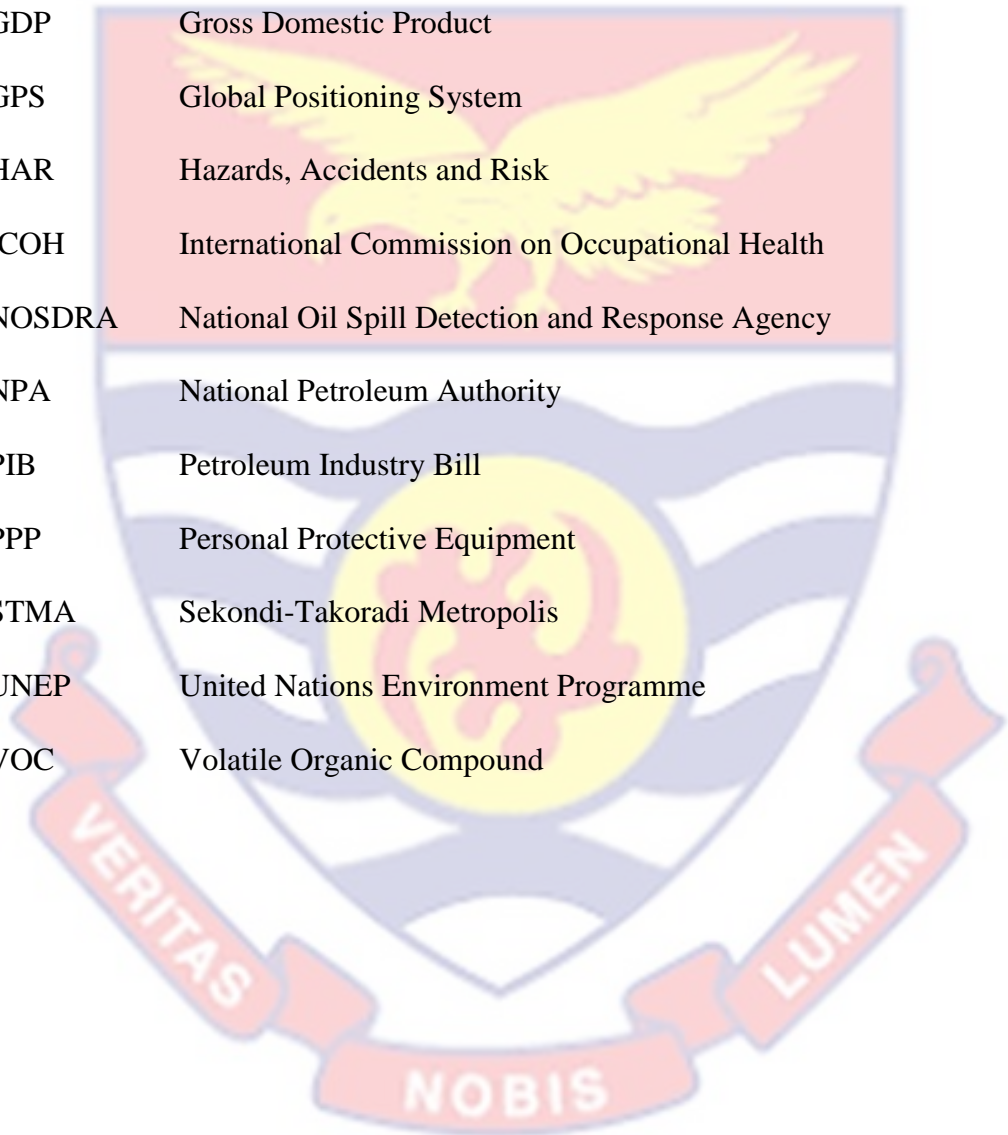 GDP Gross Domestic Product
GPS Global Positioning System
HAR Hazards, Accidents and Risk
ICOH International Commission on Occupational Health
NOSDRA National Oil Spill Detection and Response Agency
NPA National Petroleum Authority
PIB Petroleum Industry Bill
PPP Personal Protective Equipment
STMA Sekondi-Takoradi Metropolis
UNEP United Nations Environment Programme
VOC Volatile Organic Compound
VERITAS
NOBIS
LUMEN